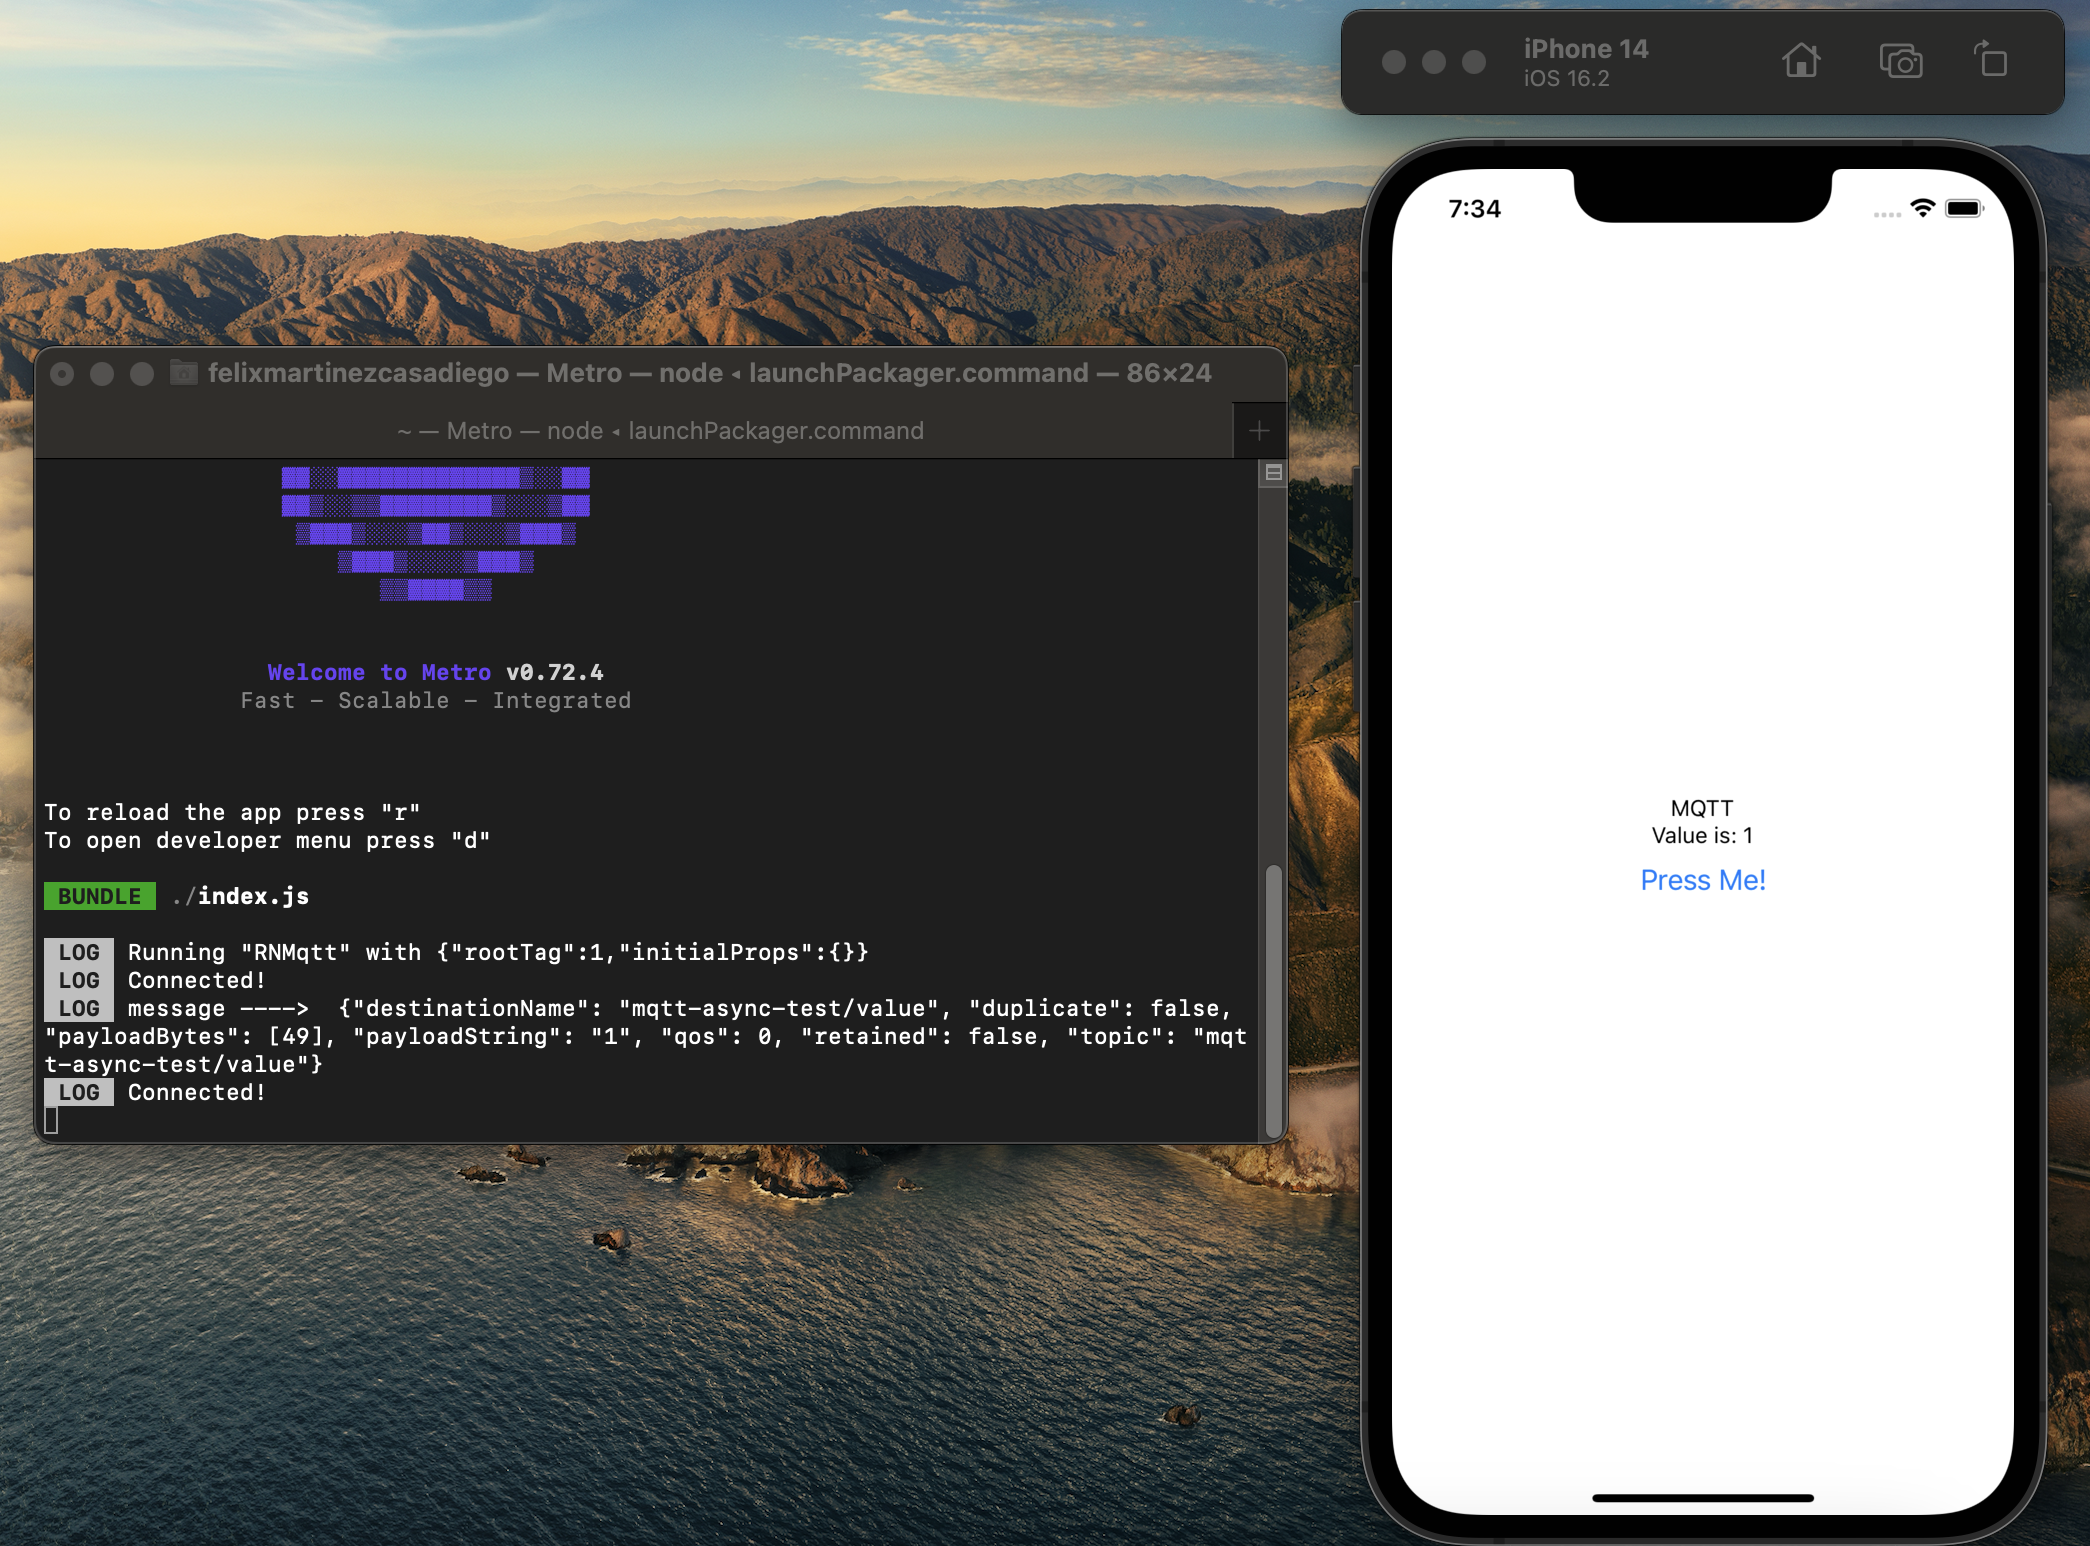 felixmartinezcasadiego — Metro — node ◂ launchPackager.command — 86×24
~ — Metro — node ◂ launchPackager.command
Welcome to Metro v0.72.4
Fast - Scalable - Integrated
To reload the app press "r"
To open developer menu press "d"
BUNDLE ./index.js
LOG Running "RNMqtt" with {"rootTag":1,"initialProps":{}}
LOG Connected!
LOG message ----> {"destinationName": "mqtt-async-test/value", "duplicate": false,
"payloadBytes": [49], "payloadString": "1", "qos": 0, "retained": false, "topic": "mqt
t-async-test/value"}
LOG Connected!
iPhone 14
iOS 16.2
7:34
MQTT
Value is: 1
Press Me!